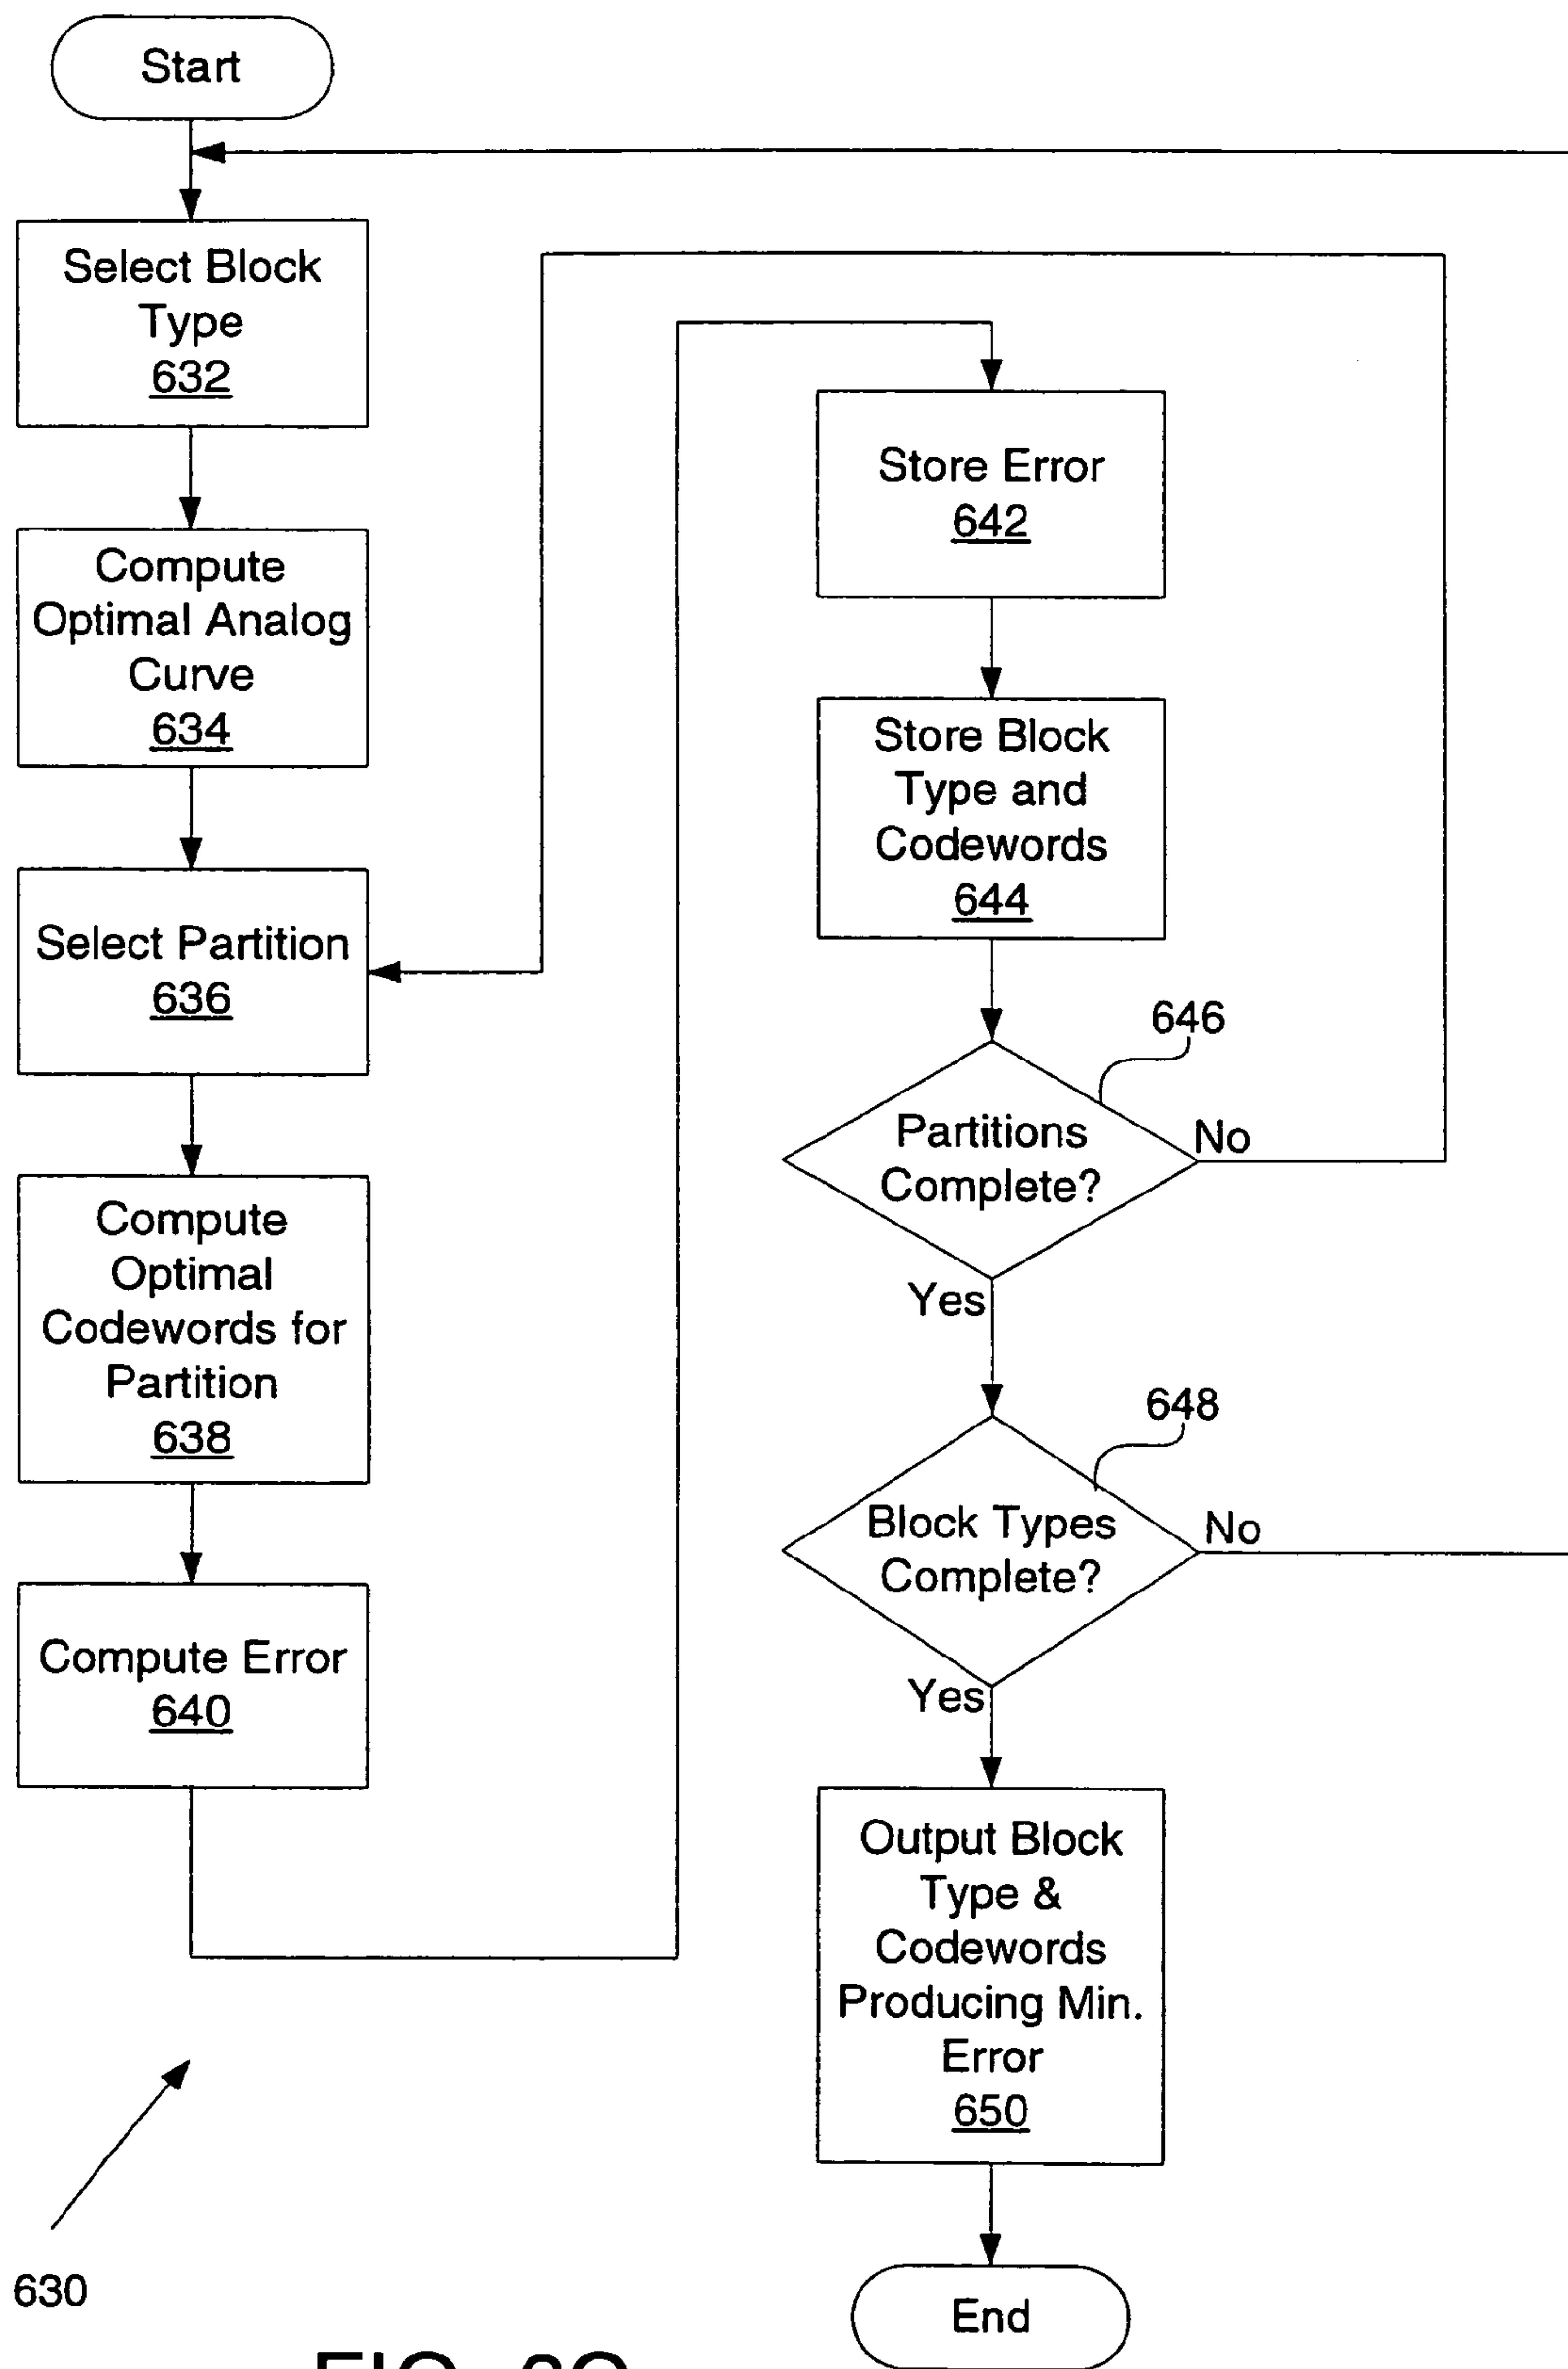 Start
Select Block
Type
632
Compute
Optimal Analog
Curve
634
Select Partition
636
Compute
Optimal
Codewords for
Partition
638
Compute Error
640
Store Error
642
Store Block
Type and
Codewords
644
646
Partitions
Complete?
No
Yes
648
Block Types
Complete?
No
Yes
Output Block
Type &
Codewords
Producing Min.
Error
650
End
630